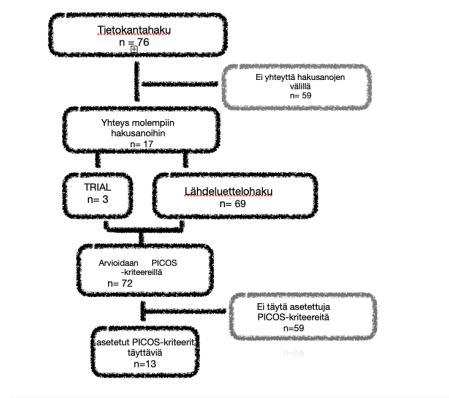 Tietokantahaku
n = 76
Ei yhteyttä hakusanojen
välillä
n= 59
Yhteys molempiin
hakusanoihin
n= 17
TRIAL
n= 3
Lähdeluettelohaku
n= 69
Arvioidaan PICOS
-kriteereillä
n= 72
Ei täytä asetettuja
PICOS-kriteereitä
n=59
asetetut PICOS-kriteerit
täyttäviä
n=13